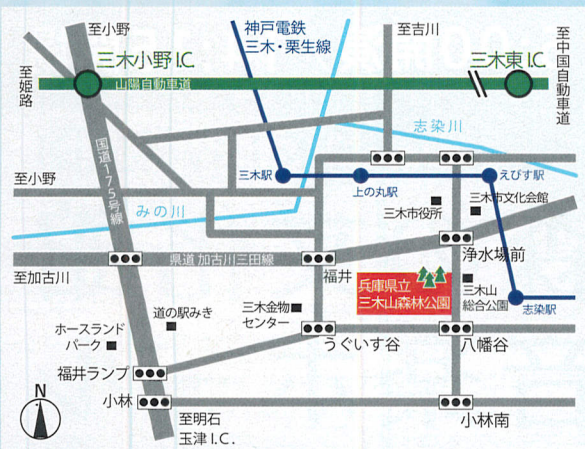 至小野
神戸電鉄
三木・栗生線
至吉川
至中国自動車道
三木小野I.C
三木東I.C
至姫路
山陽自動車道
国道175号線
志染川
至小野
三木駅
上の丸駅
えびす駅
みの川
三木市役所
三木市文化会館
浄水場前
至加古川
県道 加古川三田線
福井
兵庫県立
三木山森林公園
三木山
総合公園
志染駅
道の駅みき
三木金物
センター
ホースランド
パーク
うぐいす谷
八幡谷
福井ランプ
小林
小林南
至明石
玉津I.C.
N